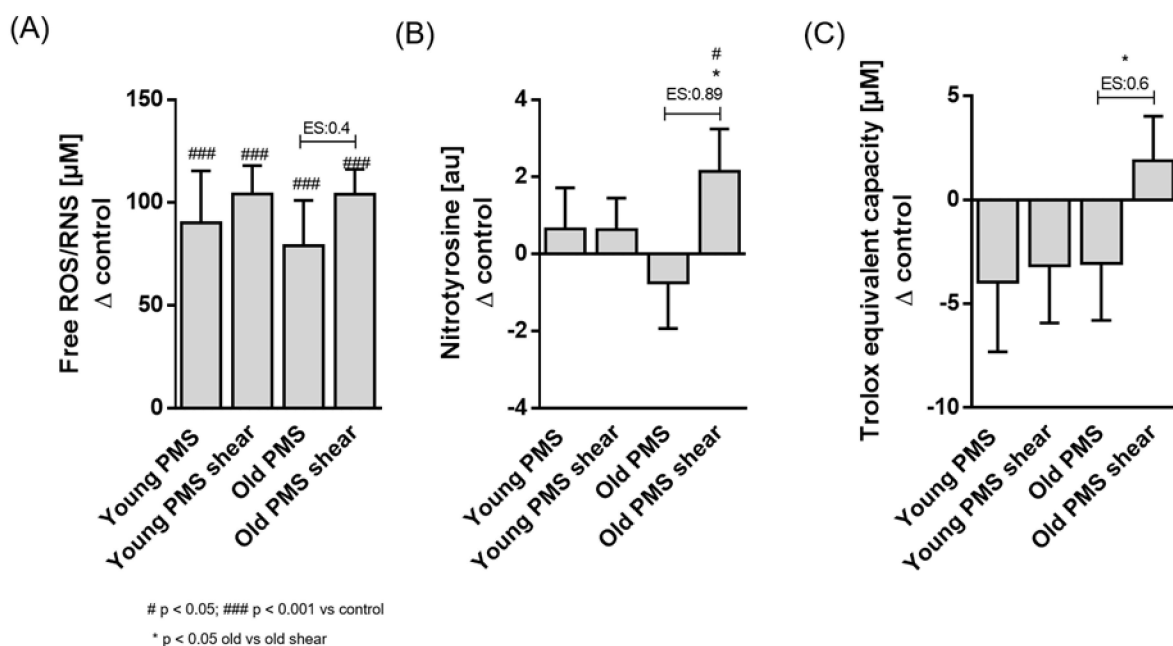 (A)
Free ROS/RNS [µM]
Δ control
150
100
50
0
###
###
###
###
ES:0.4
Young PMS
Young PMS shear
Old PMS
Old PMS shear
(B)
Nitrotyrosine [au]
Δ control
4
2
0
-2
-4
#
*
ES:0.89
Young PMS
Young PMS shear
Old PMS
Old PMS shear
(C)
Trolox equivalent capacity [µM]
Δ control
5
0
-5
-10
*
ES:0.6
Young PMS
Young PMS shear
Old PMS
Old PMS shear
# p < 0.05; ### p < 0.001 vs control
* p < 0.05 old vs old shear